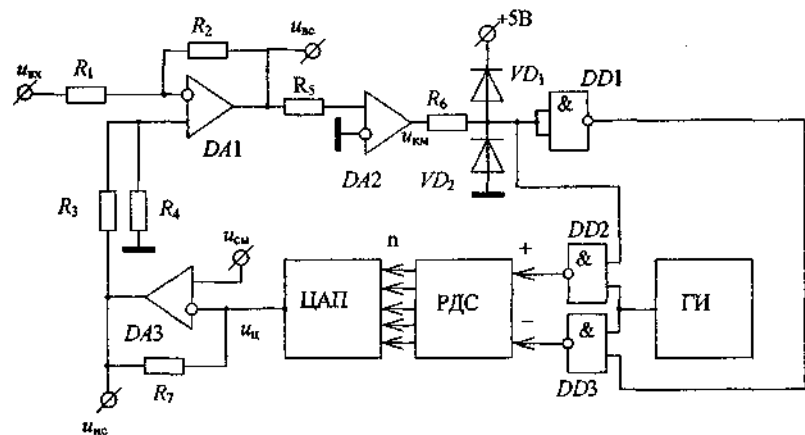 +5В
R₂
uвс
uвх
R₁
R₅
R₆
VD₁
DD1
&
DA1
DA2
uкм
VD₂
R₃
R₄
uсм
n
+
DD2
&
ЦАП
РДС
ГИ
DA3
uц
−
&
R₇
DD3
uнс